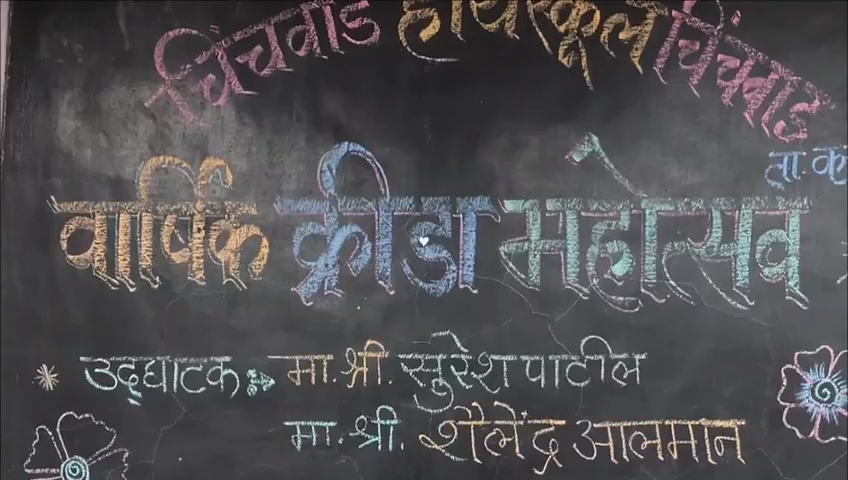 चिंचवाड हायस्कूल चिंचवाड
ता. क
वार्षिक क्रीडा महोत्सव
उद्घाटक मा. श्री. सुरेश पाटील
मा. श्री. शैलेंद्र आलमान